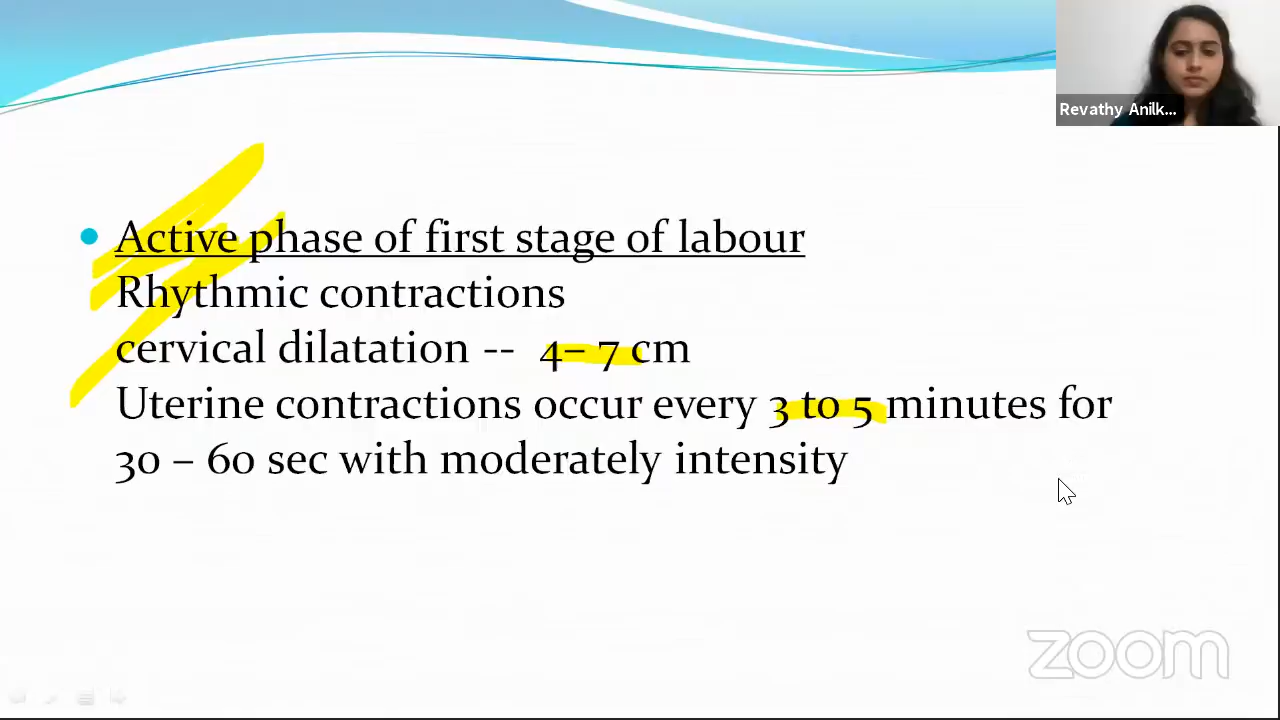 Revathy Anilk...
Active phase of first stage of labour
Rhythmic contractions
cervical dilatation -- 4– 7 cm
Uterine contractions occur every 3 to 5 minutes for
30 – 60 sec with moderately intensity
zoom